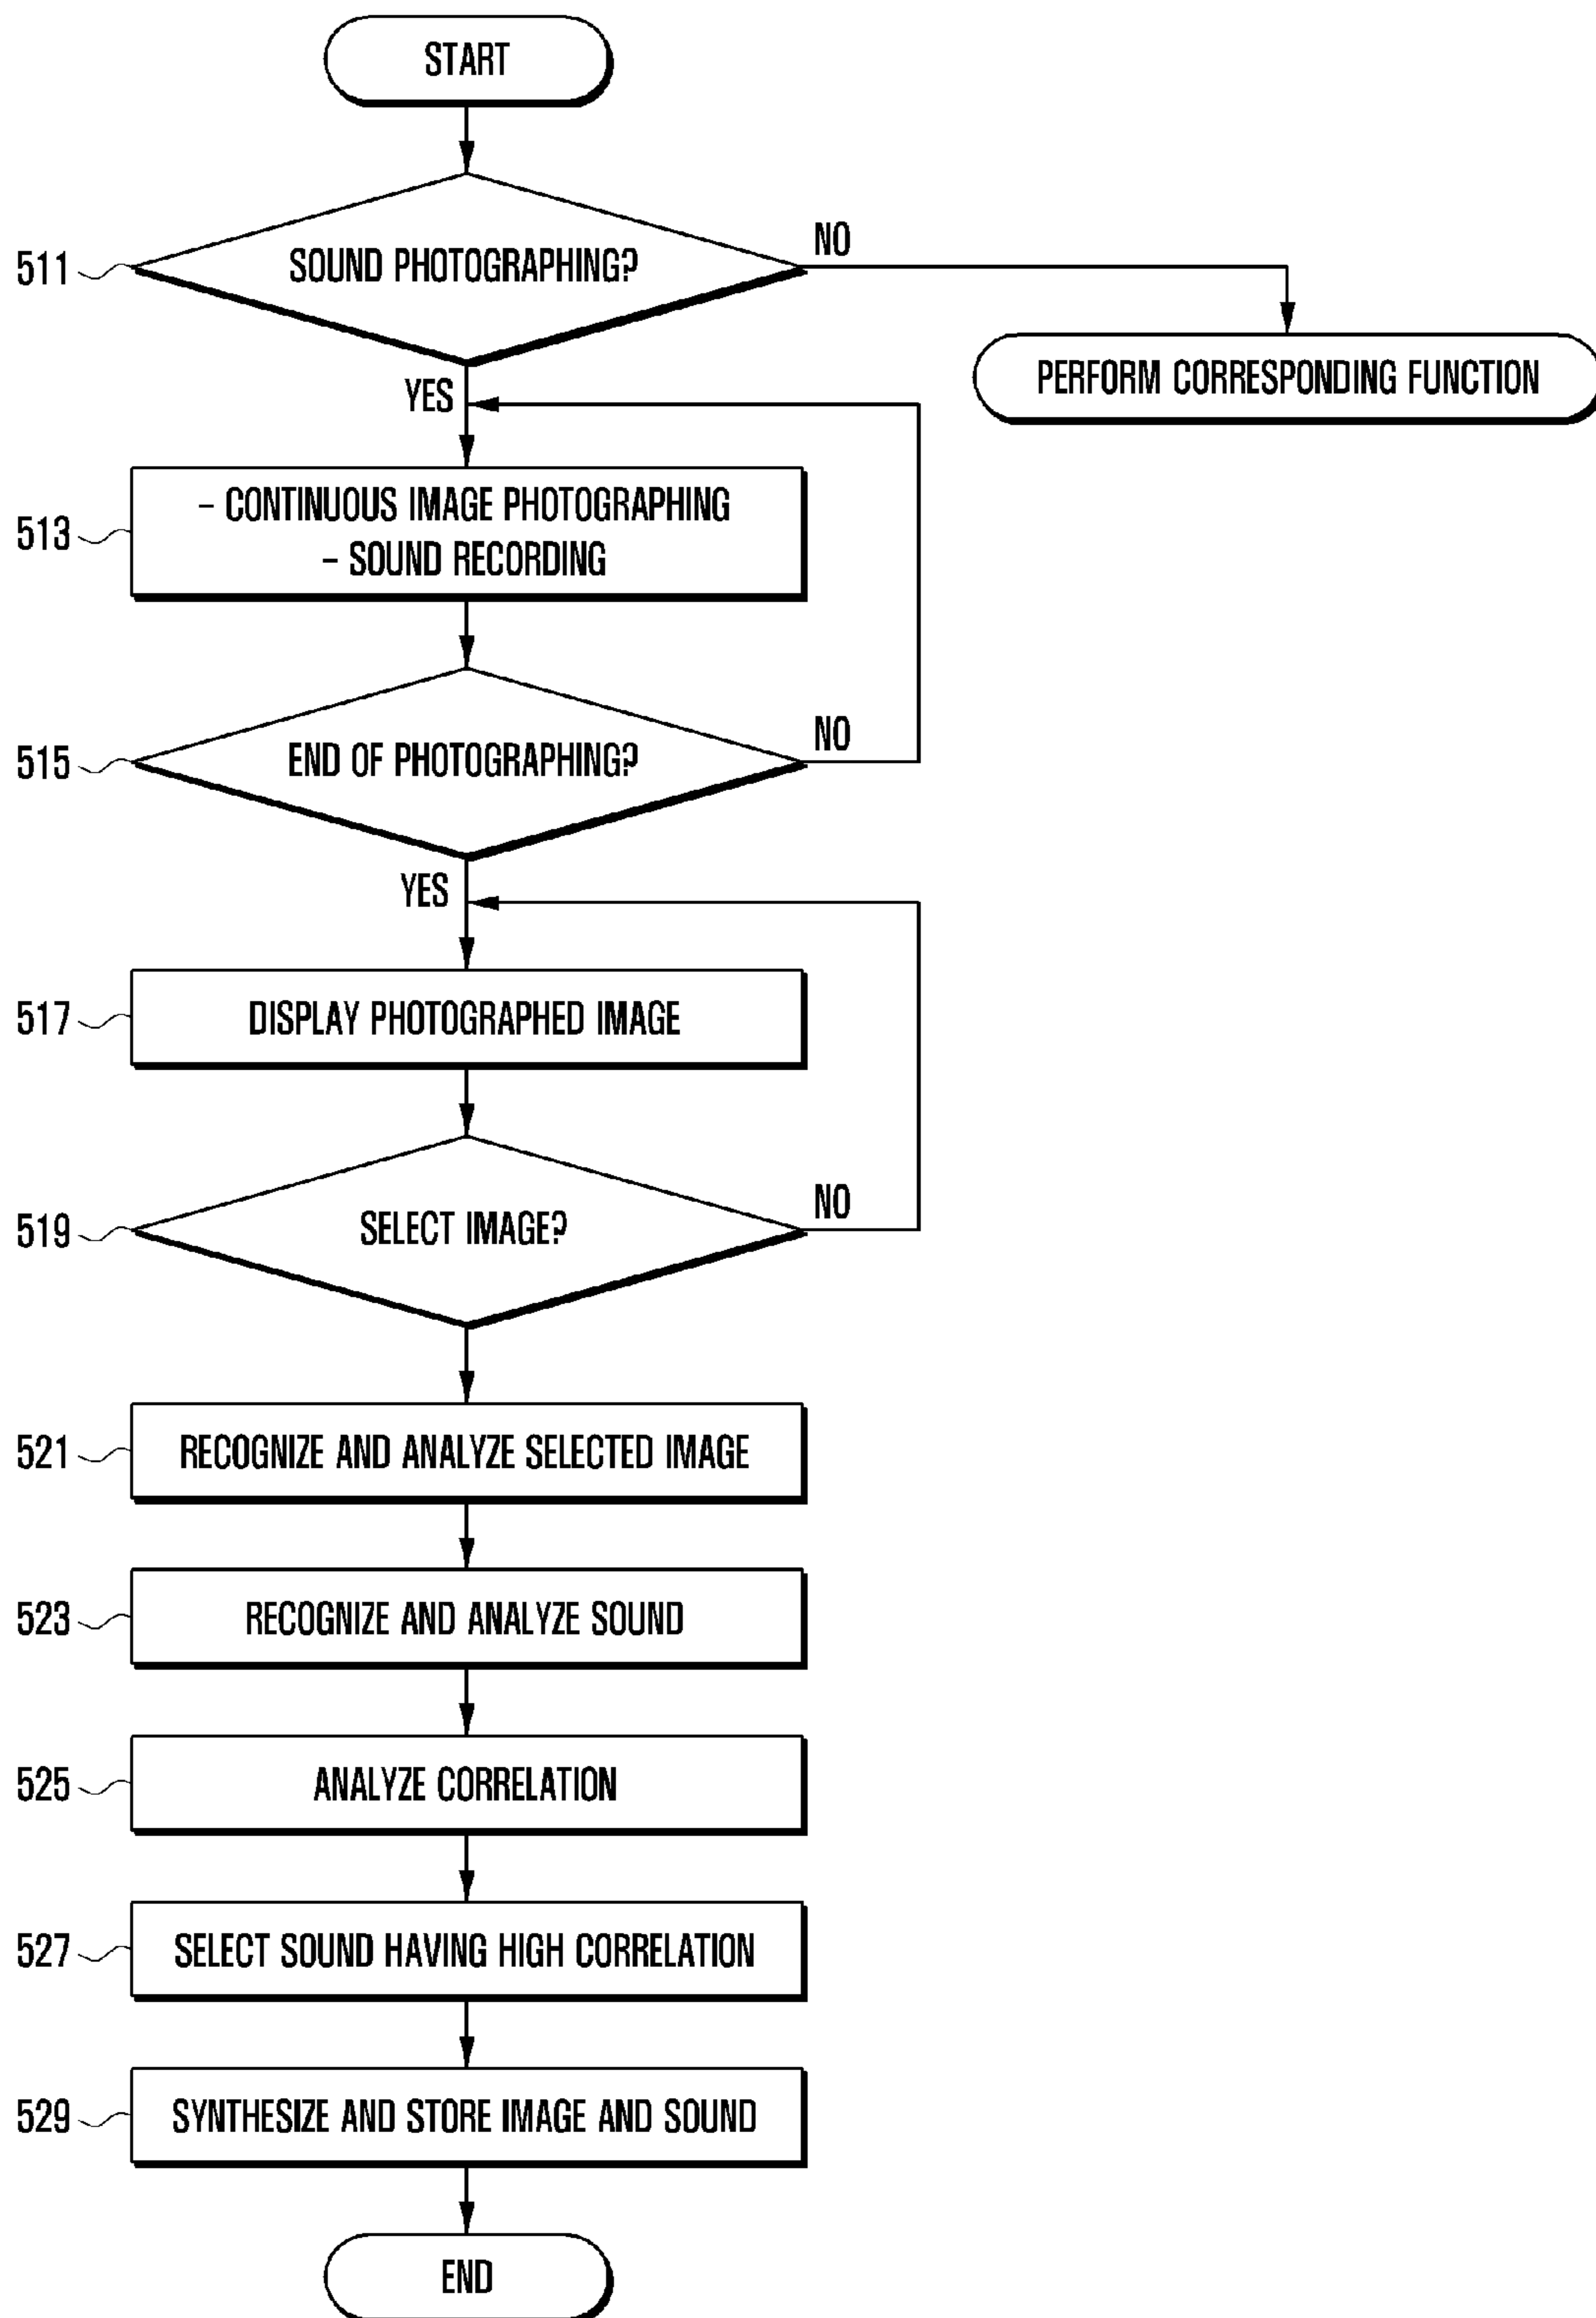 START
511
SOUND PHOTOGRAPHING?
NO
PERFORM CORRESPONDING FUNCTION
YES
513
– CONTINUOUS IMAGE PHOTOGRAPHING
– SOUND RECORDING
515
END OF PHOTOGRAPHING?
NO
YES
517
DISPLAY PHOTOGRAPHED IMAGE
519
SELECT IMAGE?
NO
521
RECOGNIZE AND ANALYZE SELECTED IMAGE
523
RECOGNIZE AND ANALYZE SOUND
525
ANALYZE CORRELATION
527
SELECT SOUND HAVING HIGH CORRELATION
529
SYNTHESIZE AND STORE IMAGE AND SOUND
END